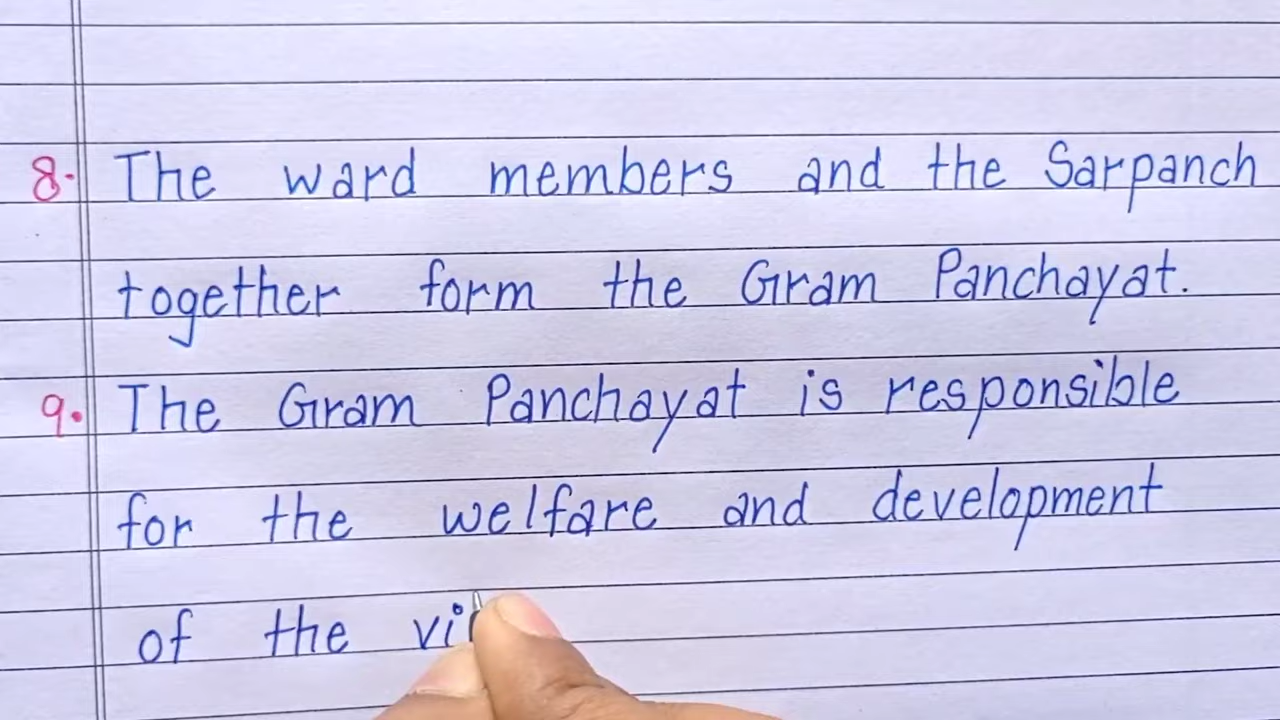 8. The ward members and the Sarpanch
together form the Gram Panchayat.
9. The Gram Panchayat is responsible
for the welfare and development
of the vi